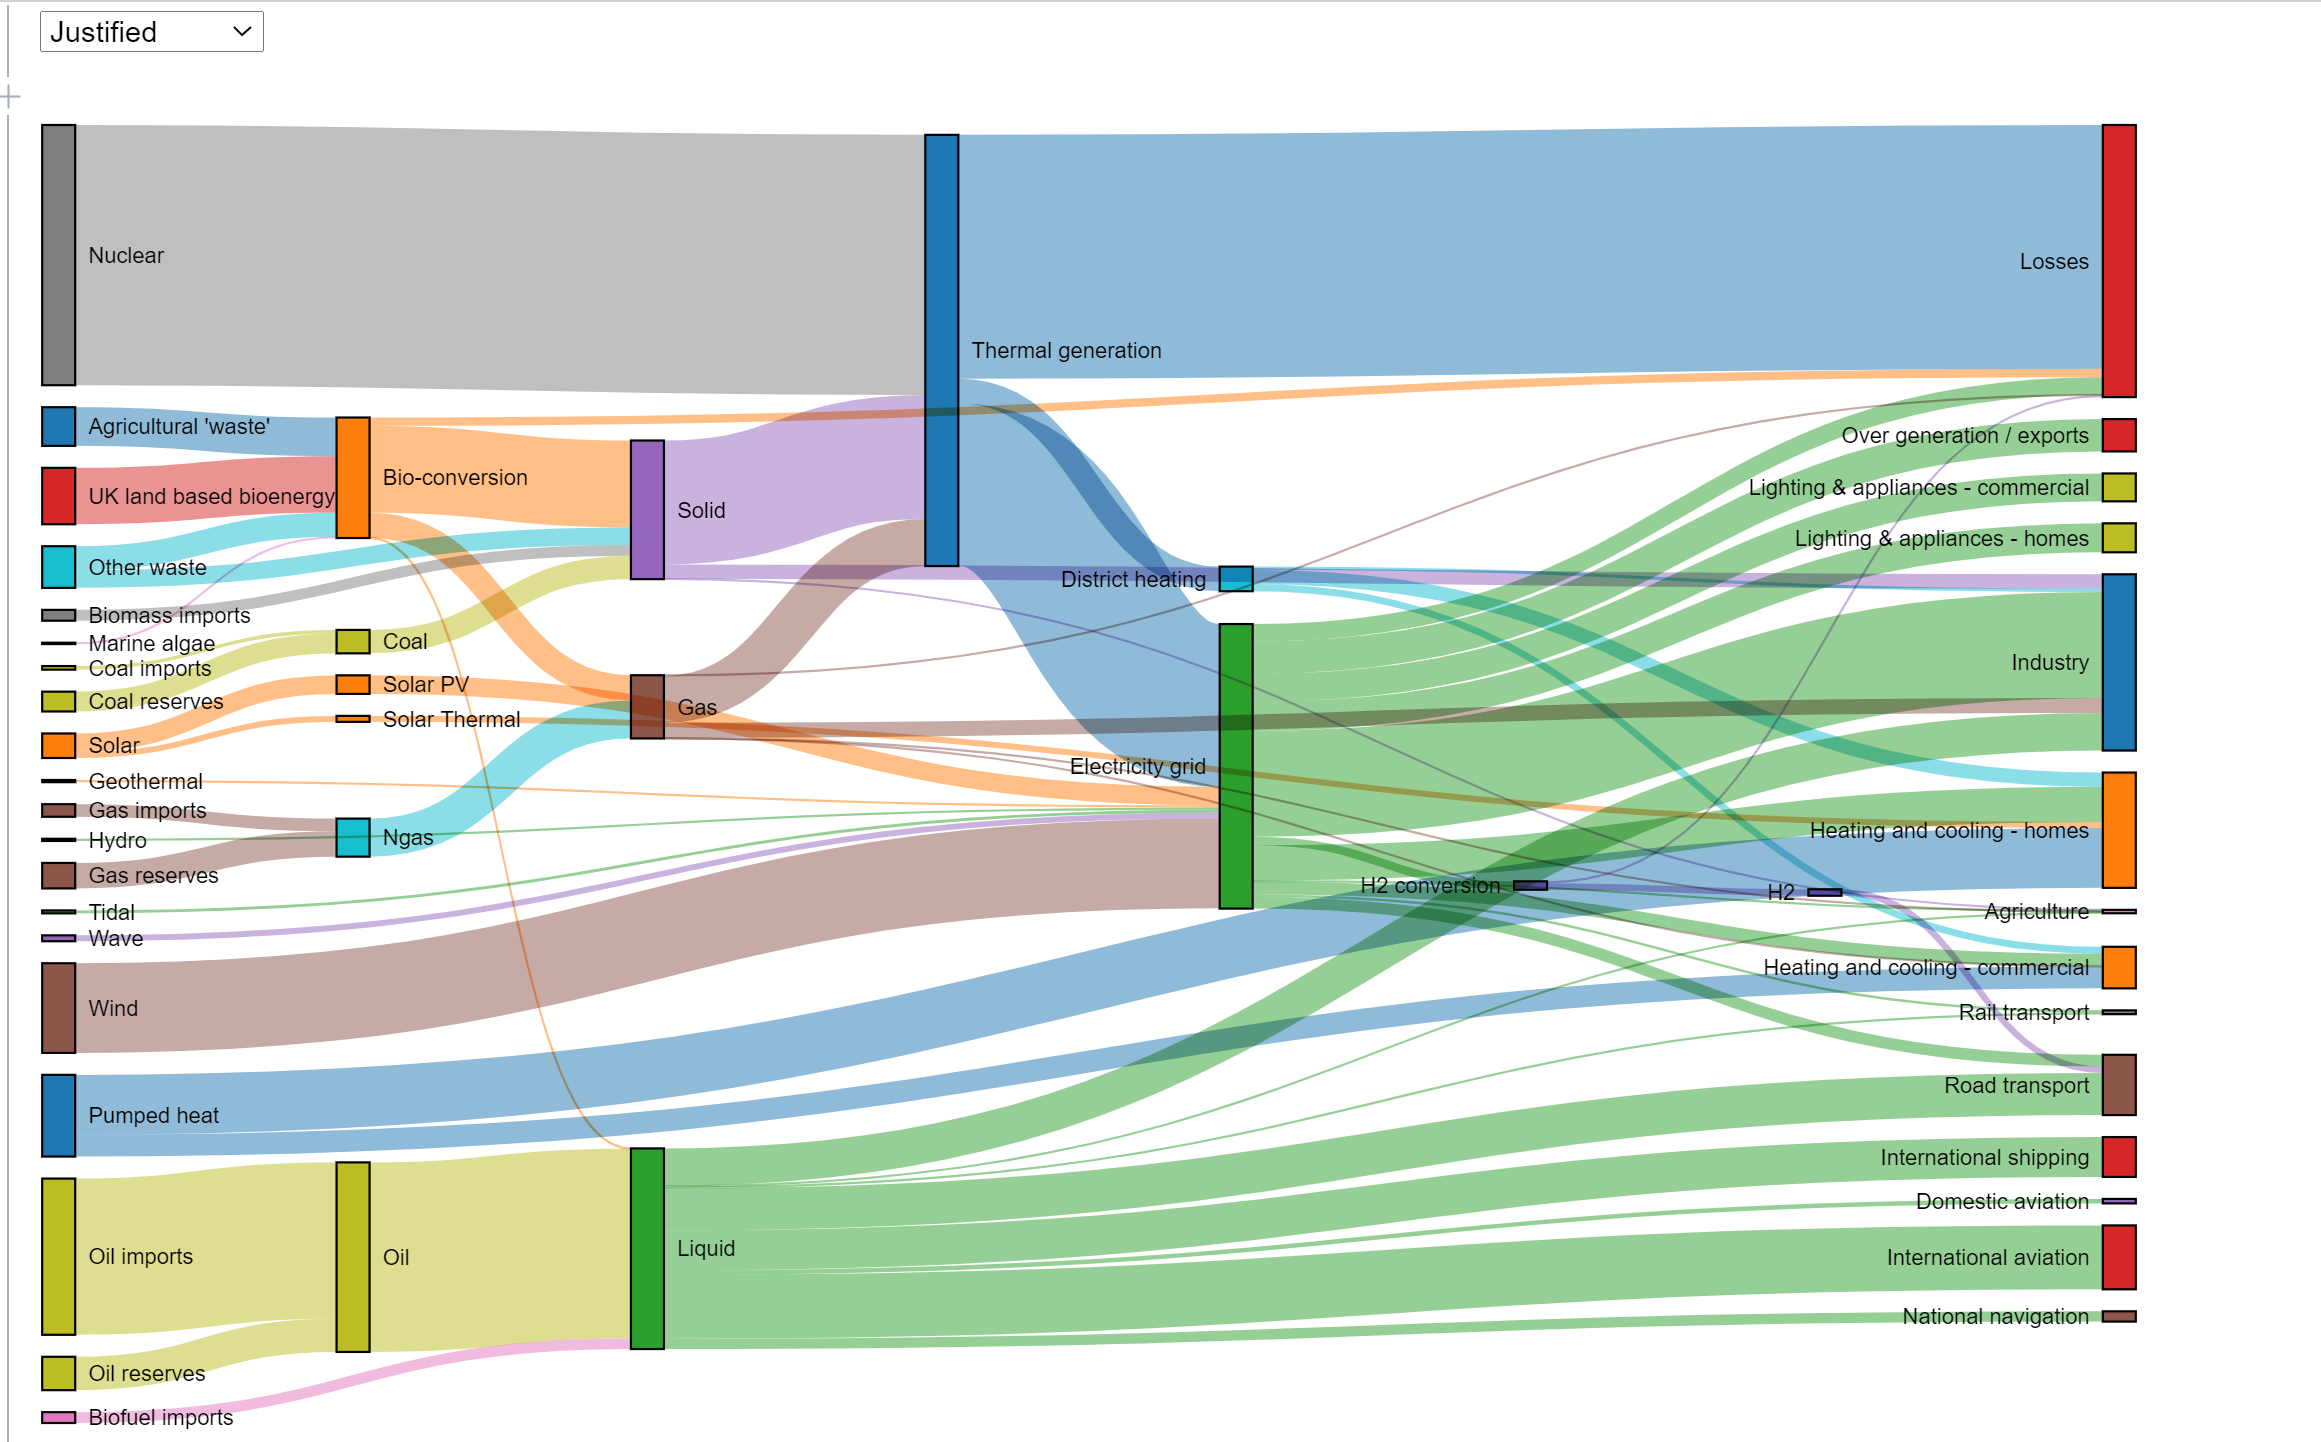 Justified
Nuclear
Losses
Thermal generation
Agricultural 'waste'
Over generation / exports
Bio-conversion
UK land based bioenergy
Lighting & appliances - commercial
Solid
Lighting & appliances - homes
Other waste
District heating
Biomass imports
Marine algae
Coal
Industry
Coal imports
Solar PV
Coal reserves
Gas
Solar Thermal
Solar
Electricity grid
Geothermal
Gas imports
Heating and cooling - homes
Hydro
Ngas
Gas reserves
H2 conversion
H2
Tidal
Agriculture
Wave
Heating and cooling - commercial
Wind
Rail transport
Road transport
Pumped heat
International shipping
Domestic aviation
Liquid
Oil imports
Oil
International aviation
National navigation
Oil reserves
Biofuel imports